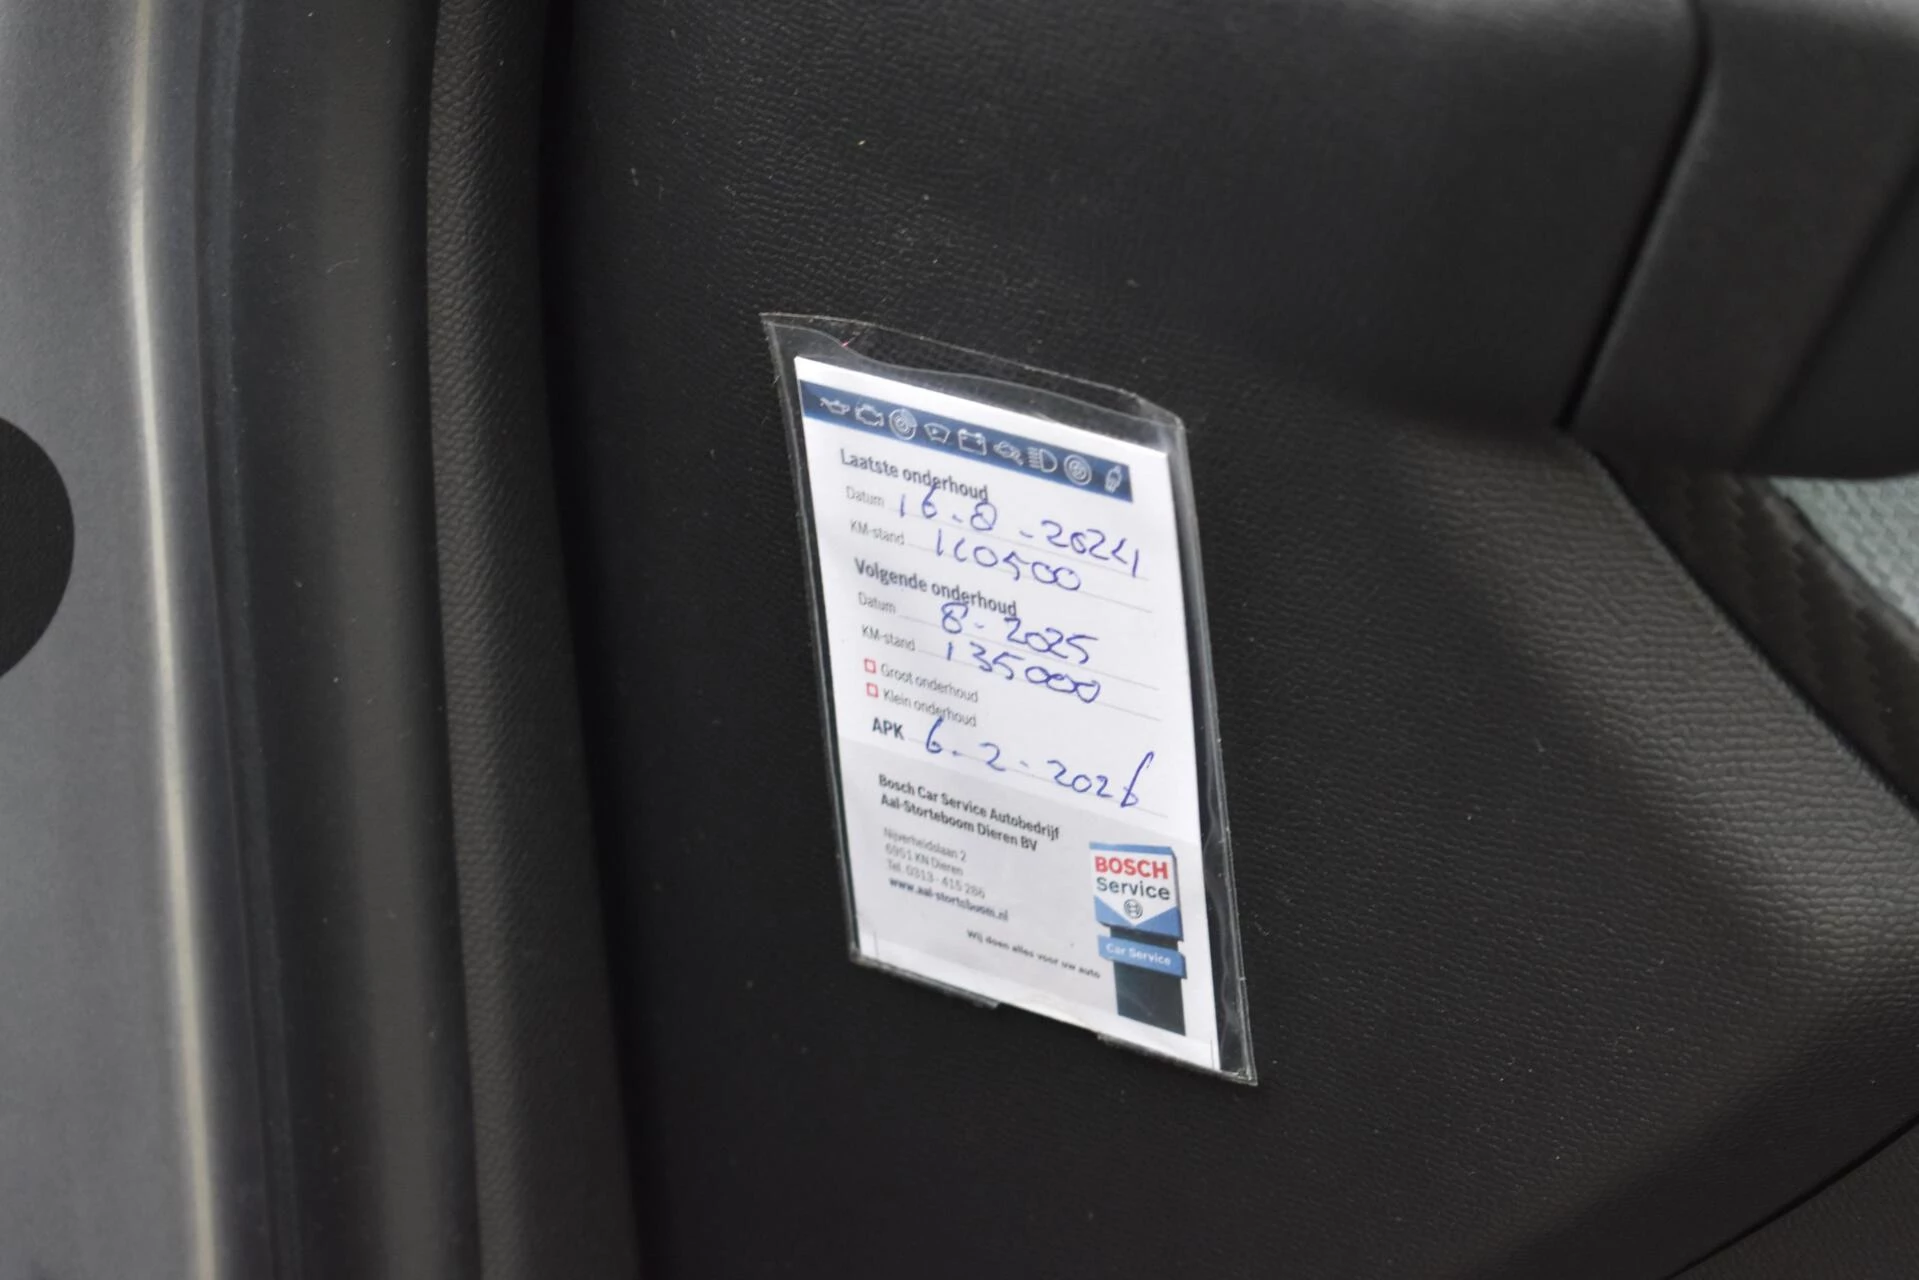 Laatste onderhoud
Datum 16-8-2024
KM-stand 110500
Volgende onderhoud
Datum 8-2025
KM-stand 135000
Groot onderhoud
Klein onderhoud
APK 6-2-2026
Bosch Car Service Autobedrijf
Aal-Storteboom Dieren BV
Nijverheidslaan 2
6951 KN Dieren
Tel. 0313-415 286
www.aal-storteboom.nl
Wij doen alles voor uw auto
BOSCH
Service
Car Service